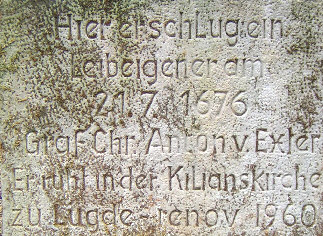 Hier erschlug ein
Leibeigener am
21.7.1676
Graf Chr. Anton v. Exter
Er ruht in der Kilianskirche
zu Lügde - renov. 1960